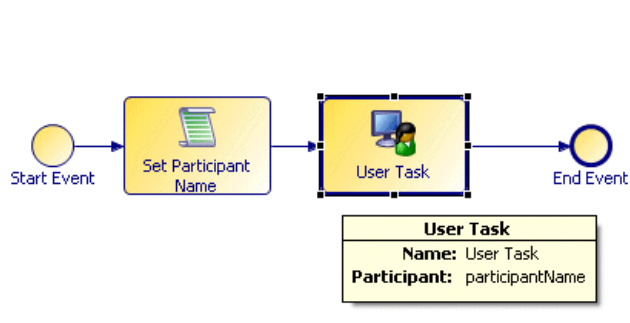 Start Event
Set Participant
Name
User Task
End Event
User Task
Name: User Task
Participant: participantName